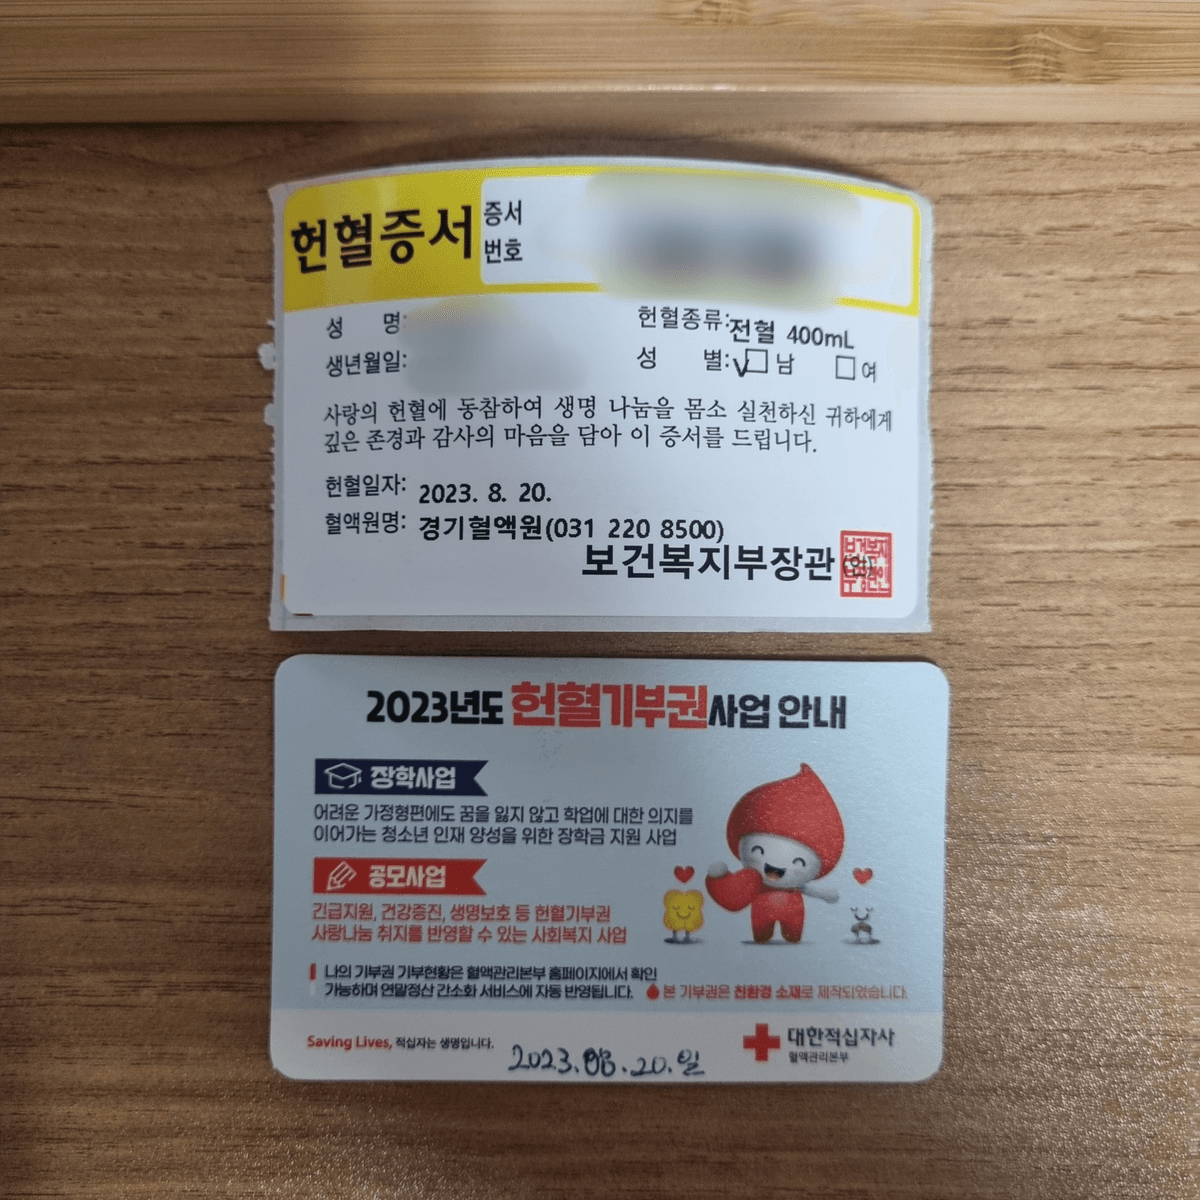 헌혈증서
증서
번호
성 명:
헌혈종류: 전혈 400mL
생년월일:
성 별: √□남 □여
사랑의 헌혈에 동참하여 생명 나눔을 몸소 실천하신 귀하에게
깊은 존경과 감사의 마음을 담아 이 증서를 드립니다.
헌혈일자: 2023. 8. 20.
혈액원명: 경기혈액원(031 220 8500)
보건복지부장관 (인)
2023년도 헌혈기부권사업 안내
장학사업
어려운 가정형편에도 꿈을 잃지 않고 학업에 대한 의지를
이어가는 청소년 인재 양성을 위한 장학금 지원 사업
공모사업
긴급지원, 건강증진, 생명보호 등 헌혈기부권
사랑나눔 취지를 반영할 수 있는 사회복지 사업
나의 기부권 기부현황은 혈액관리본부 홈페이지에서 확인
가능하며 연말정산 간소화 서비스에 자동 반영됩니다.
본 기부권은 친환경 소재로 제작되었습니다.
Saving Lives, 적십자는 생명입니다.
2023.08.20.일
대한적십자사
혈액관리본부